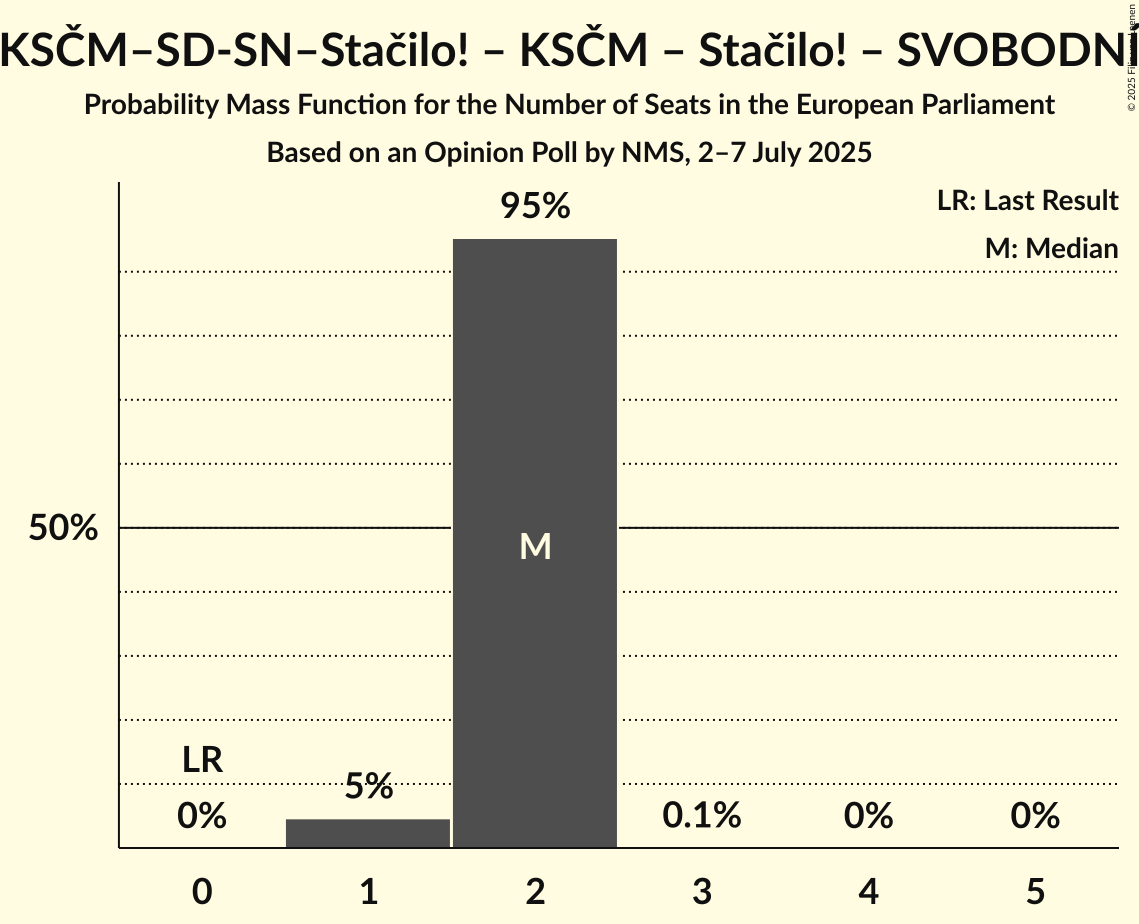 KSČM–SD-SN–Stačilo! – KSČM – Stačilo! – SVOBODNÍ
Probability Mass Function for the Number of Seats in the European Parliament
Based on an Opinion Poll by NMS, 2–7 July 2025
LR: Last Result
M: Median
95%
50%
M
LR
0%
5%
0.1%
0%
0%
0
1
2
3
4
5
© 2025